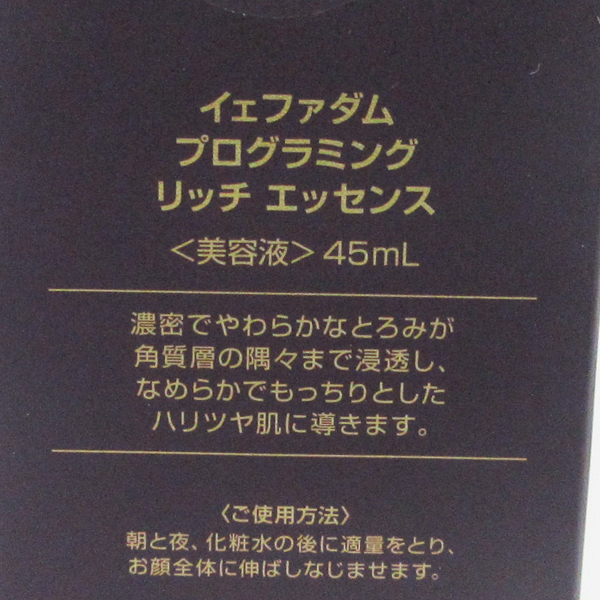 イェファダム
プログラミング
リッチ エッセンス
＜美容液＞45mL
濃密でやわらかなとろみが
角質層の隅々まで浸透し、
なめらかでもっちりとした
ハリツヤ肌に導きます。
〈ご使用方法〉
朝と夜、化粧水の後に適量をとり、
お顔全体に伸ばしなじませます。